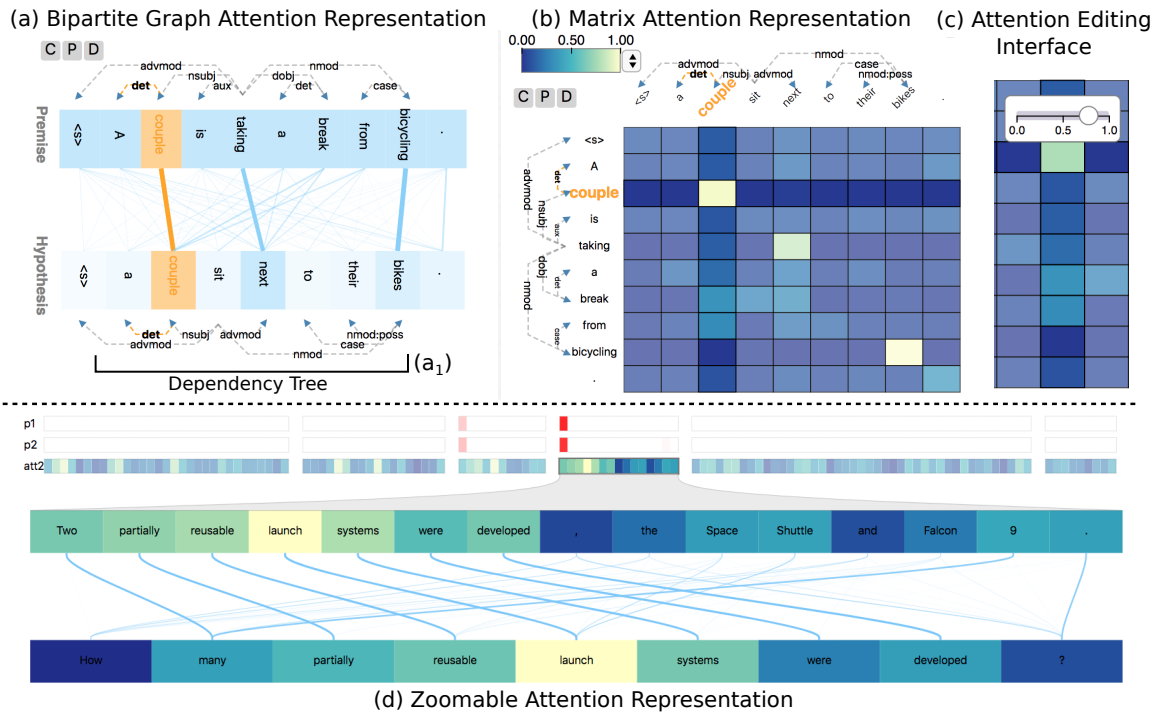 (a) Bipartite Graph Attention Representation
C P D
advmod nmod
det nsubj aux dobj det case
Premise
<s> A couple is taking a break from bicycling .
Hypothesis
<s> a couple sit next to their bikes .
det nsubj advmod nmod:poss
advmod nmod case
(a1)
Dependency Tree
(b) Matrix Attention Representation
0.00 0.50 1.00
nmod
advmod case
det nsubj advmod nmod:poss
C P D
<s> a couple sit next to their bikes .
<s>
A
couple
is
taking
a
break
from
bicycling
.
advmod
det
nsubj
aux
dobj
det
nmod
case
(c) Attention Editing
Interface
0.0 0.5 1.0
p1
p2
att2
Two partially reusable launch systems were developed , the Space Shuttle and Falcon 9 .
How many partially reusable launch systems were developed ?
(d) Zoomable Attention Representation